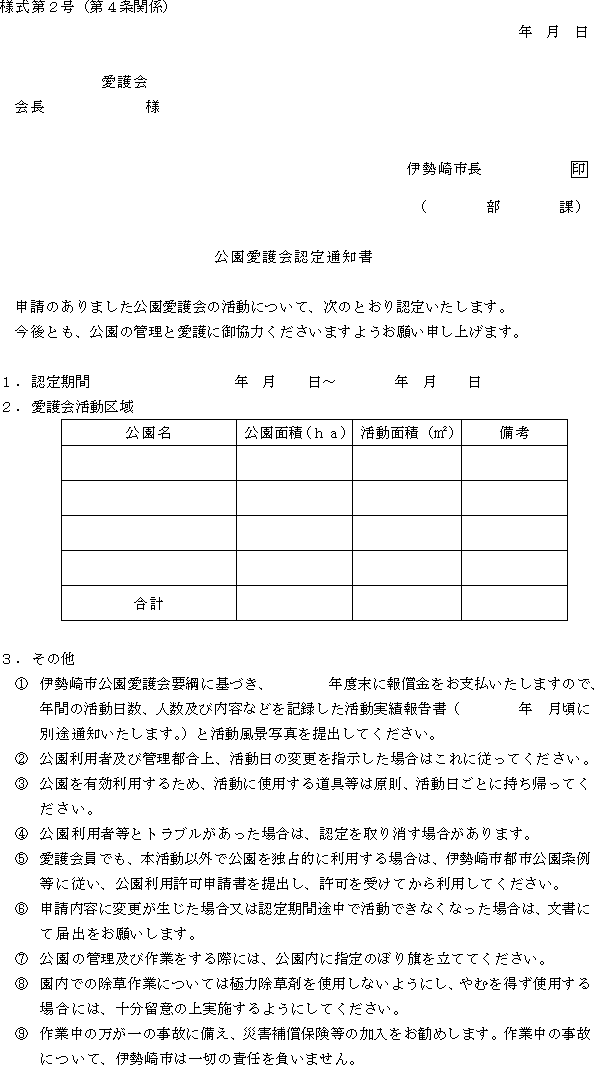 様式第２号（第４条関係）
年　月　日
愛護会
会長　　　　　　　様
伊勢崎市長　　　　　　印
（　　　　部　　　　課）
公園愛護会認定通知書
申請のありました公園愛護会の活動について、次のとおり認定いたします。
今後とも、公園の管理と愛護に御協力くださいますようお願い申し上げます。
１．認定期間　　　　　　　　　　年　月　　日～　　　　年　月　　日
２．愛護会活動区域
公園名　公園面積（ｈａ）　活動面積（㎡）　備考
合計
３．その他
①　伊勢崎市公園愛護会要綱に基づき、　　　　年度末に報償金をお支払いたしますので、
年間の活動日数、人数及び内容などを記録した活動実績報告書（　　　　年　月頃に
別途通知いたします。）と活動風景写真を提出してください。
②　公園利用者及び管理都合上、活動日の変更を指示した場合はこれに従ってください。
③　公園を有効利用するため、活動に使用する道具等は原則、活動日ごとに持ち帰ってく
ださい。
④　公園利用者等とトラブルがあった場合は、認定を取り消す場合があります。
⑤　愛護会員でも、本活動以外で公園を独占的に利用する場合は、伊勢崎市都市公園条例
等に従い、公園利用許可申請書を提出し、許可を受けてから利用してください。
⑥　申請内容に変更が生じた場合又は認定期間途中で活動できなくなった場合は、文書に
て届出をお願いします。
⑦　公園の管理及び作業をする際には、公園内に指定のぼり旗を立ててください。
⑧　園内での除草作業については極力除草剤を使用しないようにし、やむを得ず使用する
場合には、十分留意の上実施するようにしてください。
⑨　作業中の万が一の事故に備え、災害補償保険等の加入をお勧めします。作業中の事故
について、伊勢崎市は一切の責任を負いません。